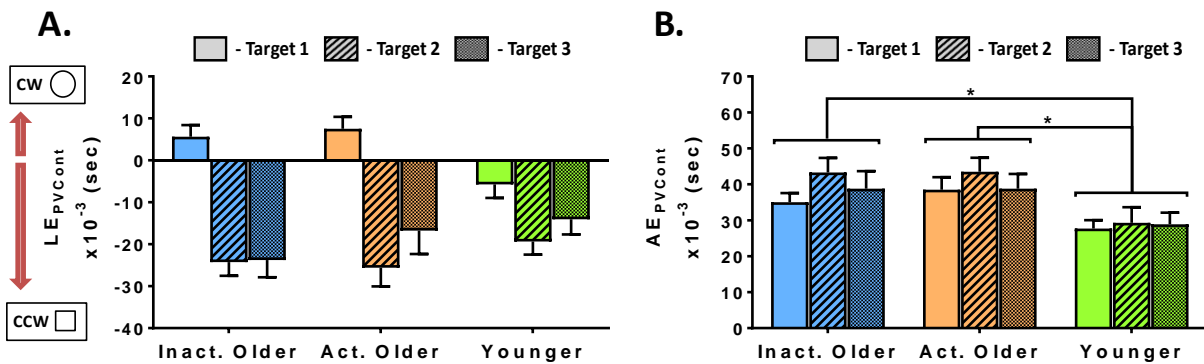 A.
- Target 1 - Target 2 - Target 3
CW
CCW
LE PVCont
x10⁻³ (sec)
20
10
0
-10
-20
-30
-40
Inact. Older Act. Older Younger
B.
- Target 1 - Target 2 - Target 3
AE PVCont
x10⁻³ (sec)
70
60
50
40
30
20
10
0
*
*
Inact. Older Act. Older Younger